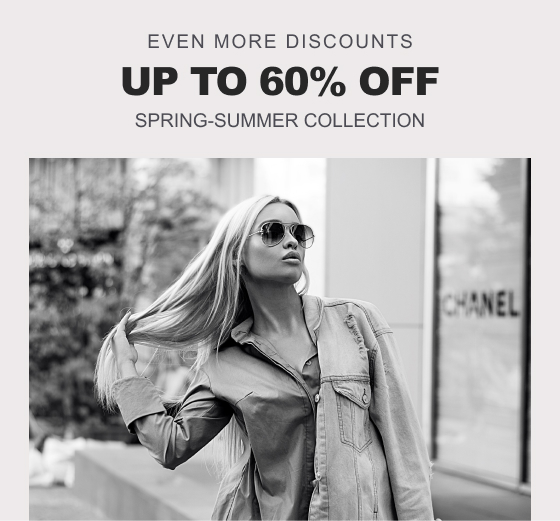 EVEN MORE DISCOUNTS
UP TO 60% OFF
SPRING-SUMMER COLLECTION
CHANEL